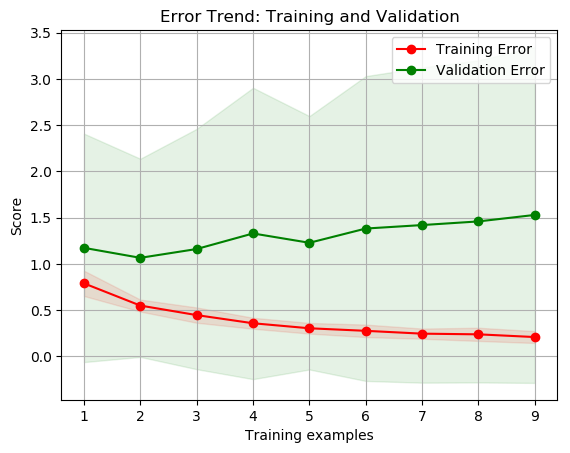 Error Trend: Training and Validation
3.5
3.0
2.5
2.0
1.5
1.0
0.5
0.0
Score
Training Error
Validation Error
1 2 3 4 5 6 7 8 9
Training examples